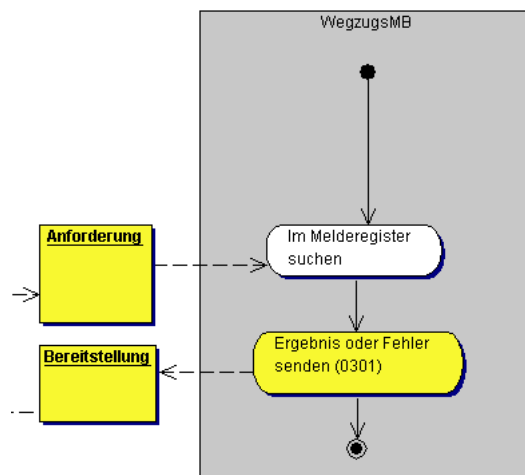 WegzugsMB
Anforderung
Im Melderegister
suchen
Ergebnis oder Fehler
senden (0301)
Bereitstellung